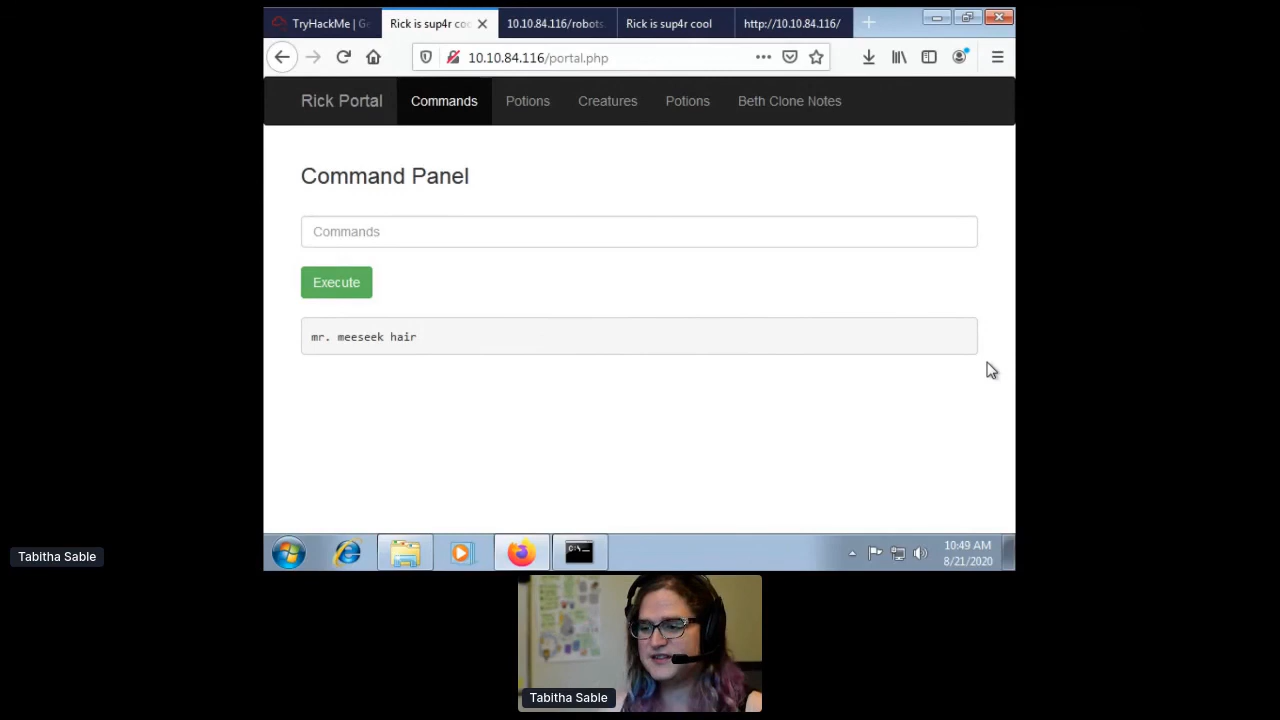 TryHackMe | G
Rick is sup4r coo
10.10.84.116/robots.
Rick is sup4r cool
http://10.10.84.116/
10.10.84.116/portal.php
Rick Portal
Commands
Potions
Creatures
Potions
Beth Clone Notes
Command Panel
Commands
Execute
mr. meeseek hair
C:\
10:49 AM
8/21/2020
Tabitha Sable
Tabitha Sable